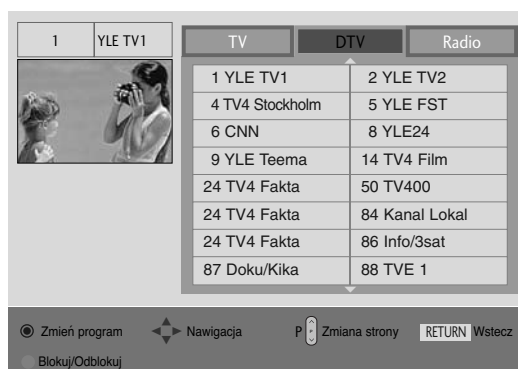 1 YLE TV1
TV DTV Radio
1 YLE TV1 2 YLE TV2
4 TV4 Stockholm 5 YLE FST
6 CNN 8 YLE24
9 YLE Teema 14 TV4 Film
24 TV4 Fakta 50 TV400
24 TV4 Fakta 84 Kanal Lokal
24 TV4 Fakta 86 Info/3sat
87 Doku/Kika 88 TVE 1
Zmień program Nawigacja P Zmiana strony RETURN Wstecz
Blokuj/Odblokuj